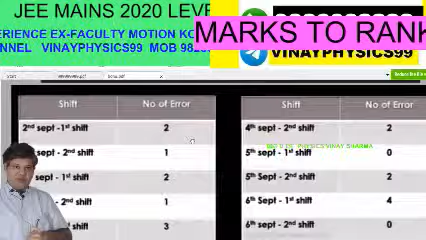 JEE MAINS 2020 LEVE
ERIENCE EX-FACULTY MOTION KO
NNEL VINAYPHYSICS99 MOB 982
MARKS TO RANK
VINAYPHYSICS99
Shift No of Error
2nd sept -1st shift 2
sept - 2nd shift 1
sept - 1st shift 2
- 2nd shift 1
shift 3
Shift No of Error
4th sept - 2nd shift 2
5th sept - 1st shift 0
5th sept - 2nd shift 2
6th Sept - 1st shift 4
6th sept - 2nd shift 0